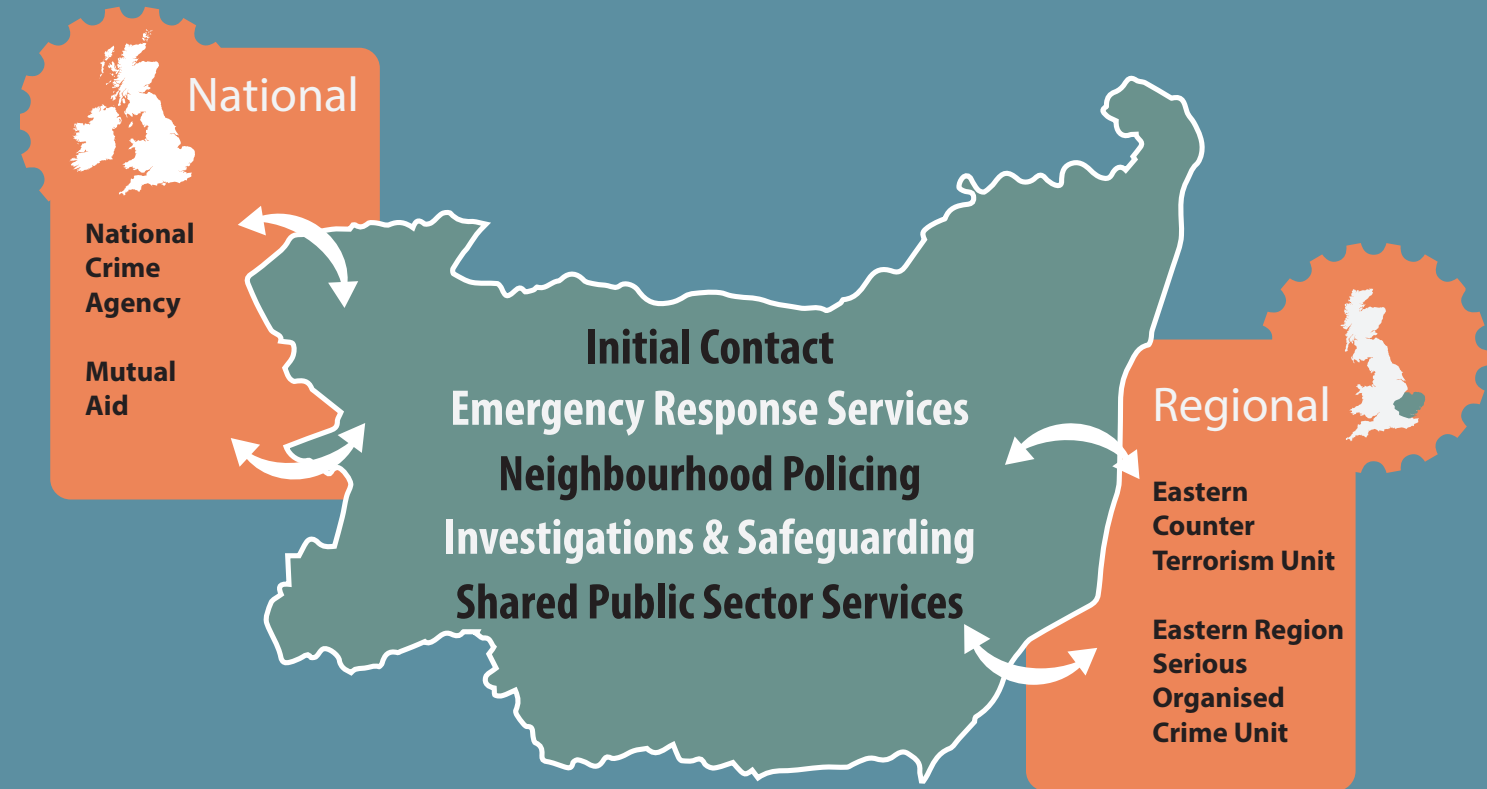 National
National
Crime
Agency
Mutual
Aid
Initial Contact
Emergency Response Services
Neighbourhood Policing
Investigations & Safeguarding
Shared Public Sector Services
Regional
Eastern
Counter
Terrorism Unit
Eastern Region
Serious
Organised
Crime Unit